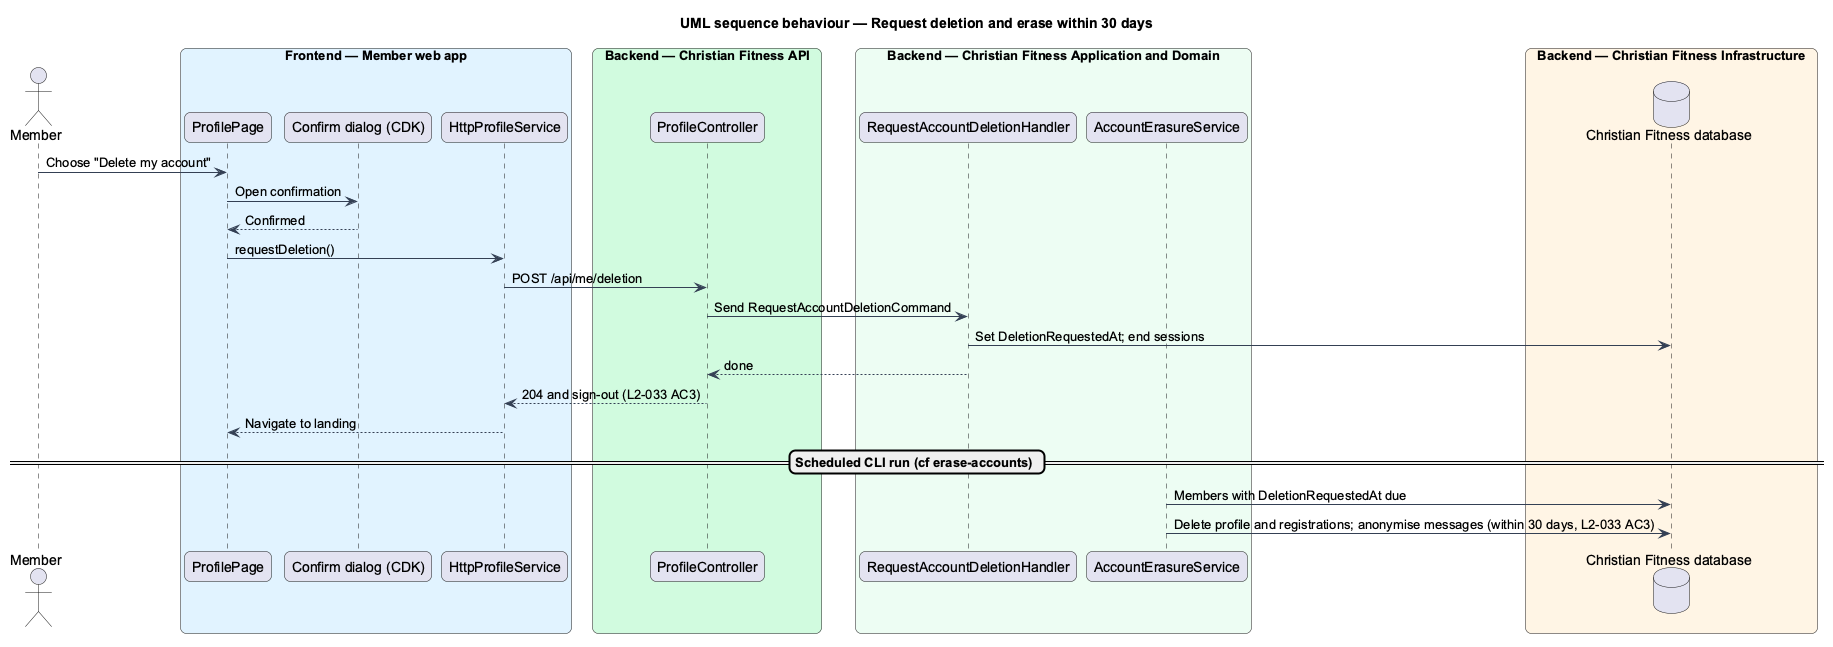 UML sequence behaviour — Request deletion and erase within 30 days
Frontend — Member web app
Backend — Christian Fitness API
Backend — Christian Fitness Application and Domain
Backend — Christian Fitness Infrastructure
Member
ProfilePage
Confirm dialog (CDK)
HttpProfileService
ProfileController
RequestAccountDeletionHandler
AccountErasureService
Christian Fitness database
Choose "Delete my account"
Open confirmation
Confirmed
requestDeletion()
POST /api/me/deletion
Send RequestAccountDeletionCommand
Set DeletionRequestedAt; end sessions
done
204 and sign-out (L2-033 AC3)
Navigate to landing
Scheduled CLI run (cf erase-accounts)
Members with DeletionRequestedAt due
Delete profile and registrations; anonymise messages (within 30 days, L2-033 AC3)
Member
ProfilePage
Confirm dialog (CDK)
HttpProfileService
ProfileController
RequestAccountDeletionHandler
AccountErasureService
Christian Fitness database